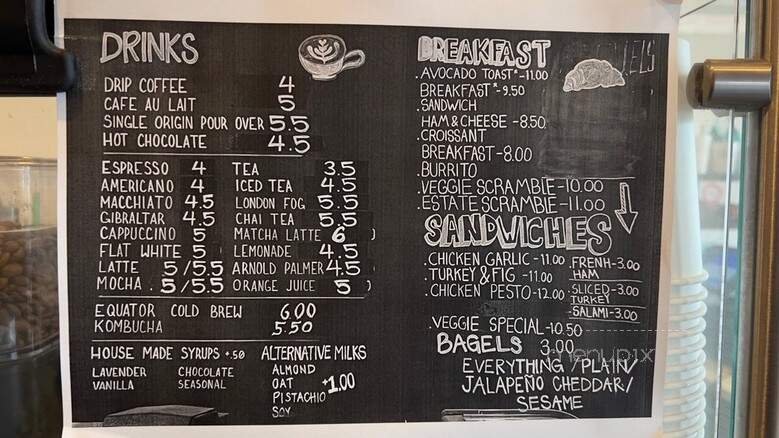 DRINKS
DRIP COFFEE 4
CAFE AU LAIT 5
SINGLE ORIGIN POUR OVER 5.5
HOT CHOCOLATE 4.5
ESPRESSO 4
AMERICANO 4
MACCHIATO 4.5
GIBRALTAR 4.5
CAPPUCCINO 5
FLAT WHITE 5
LATTE 5/5.5
MOCHA . 5/5.5
TEA 3.5
ICED TEA 4.5
LONDON FOG 5.5
CHAI TEA 5.5
MATCHA LATTE 6
LEMONADE 4.5
ARNOLD PALMER 4.5
ORANGE JUICE 5
EQUATOR COLD BREW 6.00
KOMBUCHA 5.50
HOUSE MADE SYRUPS +.50
LAVENDER CHOCOLATE
VANILLA SEASONAL
ALTERNATIVE MILKS
ALMOND
OAT
PISTACHIO
SOY
+1.00
BREAKFAST
.AVOCADO TOAST*-11.00
BREAKFAST*-9.50
.SANDWICH
HAM & CHEESE -8.50
.CROISSANT
BREAKFAST-8.00
.BURRITO
.VEGGIE SCRAMBIE-10.00
.ESTATE SCRAMBIE-11.00
SANDWICHES
.CHICKEN GARLIC -11.00
.TURKEY & FIG -11.00
.CHICKEN PESTO-12.00
.VEGGIE SPECIAL-10.50
.FRENH-3.00
HAM
.SLICED-3.00
TURKEY
.SALAMI-3.00
BAGELS 3.00
EVERYTHING/PLAIN/
JALAPEÑO CHEDDAR/
SESAME
menupix